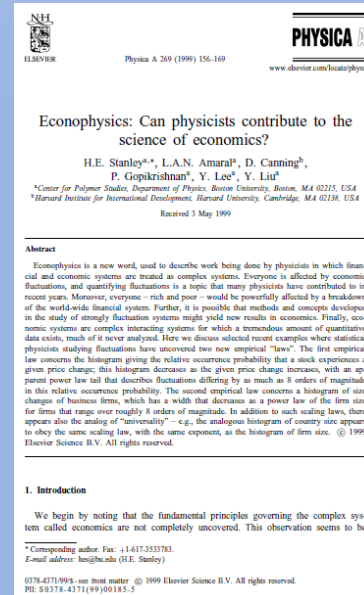 N·H
ELSEVIER
Physica A 269 (1999) 156–169
PHYSICA A
www.elsevier.com/locate/phys
Econophysics: Can physicists contribute to the
science of economics?
H.E. Stanleyᵃ,*, L.A.N. Amaralᵃ, D. Canningᵇ,
P. Gopikrishnanᵃ, Y. Leeᵃ, Y. Liuᵃ
ᵃCenter for Polymer Studies, Department of Physics, Boston University, Boston, MA 02215, USA
ᵇHarvard Institute for International Development, Harvard University, Cambridge, MA 02138, USA
Received 3 May 1999
Abstract
Econophysics is a new word, used to describe work being done by physicists in which finan-
cial and economic systems are treated as complex systems. Everyone is affected by economic
fluctuations, and quantifying fluctuations is a topic that many physicists have contributed to in
recent years. Moreover, everyone – rich and poor – would be powerfully affected by a breakdown
of the world-wide financial system. Further, it is possible that methods and concepts developed
in the study of strongly fluctuation systems might yield new results in economics. Finally, eco-
nomic systems are complex interacting systems for which a tremendous amount of quantitative
data exists, much of it never analyzed. Here we discuss selected recent examples where statistical
physicists studying fluctuations have uncovered two new empirical "laws". The first empirical
law concerns the histogram giving the relative occurrence probability that a stock experiences a
given price change; this histogram decreases as the given price change increases, with an ap-
parent power law tail that describes fluctuations differing by as much as 8 orders of magnitude
in this relative occurrence probability. The second empirical law concerns a histogram of size
changes of business firms, which has a width that decreases as a power law of the firm size
for firms that range over roughly 8 orders of magnitude. In addition to such scaling laws, there
appears also the analog of "universality" – e.g., the analogous histogram of country size appears
to obey the same scaling law, with the same exponent, as the histogram of firm size. © 1999
Elsevier Science B.V. All rights reserved.
1. Introduction
We begin by noting that the fundamental principles governing the complex sys-
tem called economics are not completely uncovered. This observation seems to be
* Corresponding author. Fax: +1-617-3533783.
E-mail address: hes@bu.edu (H.E. Stanley)
0378-4371/99/$ - see front matter © 1999 Elsevier Science B.V. All rights reserved.
PII: S0378-4371(99)00185-5